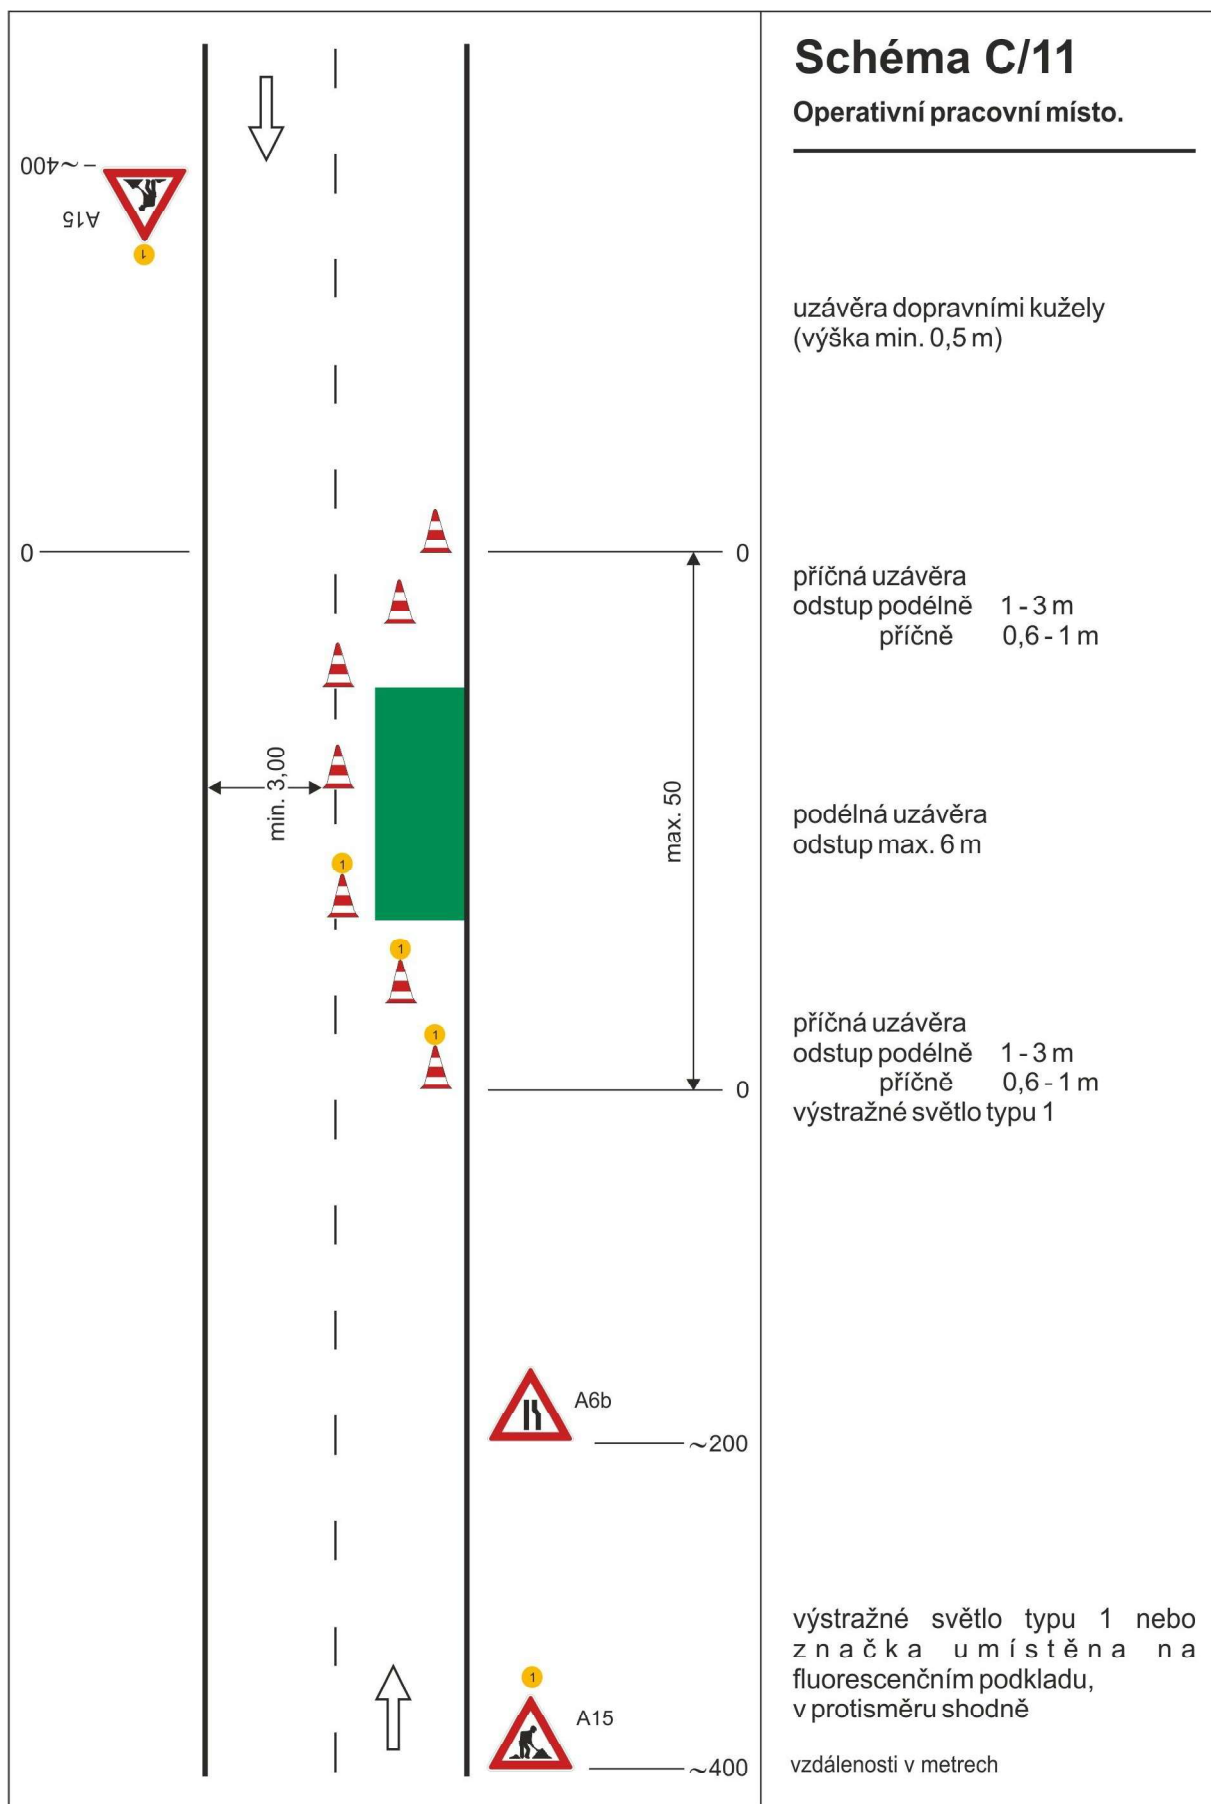 Schéma C/11
Operativní pracovní místo.
~400
A15
1
uzávěra dopravními kužely
(výška min. 0,5 m)
0
0
příčná uzávěra
odstup podélně 1 - 3 m
příčně 0,6 - 1 m
min. 3,00
max. 50
podélná uzávěra
odstup max. 6 m
1
1
1
příčná uzávěra
odstup podélně 1 - 3 m
příčně 0,6 - 1 m
0
výstražné světlo typu 1
A6b
~200
výstražné světlo typu 1 nebo
značka umístěna na
fluorescenčním podkladu,
v protisměru shodně
1
A15
~400
vzdálenosti v metrech